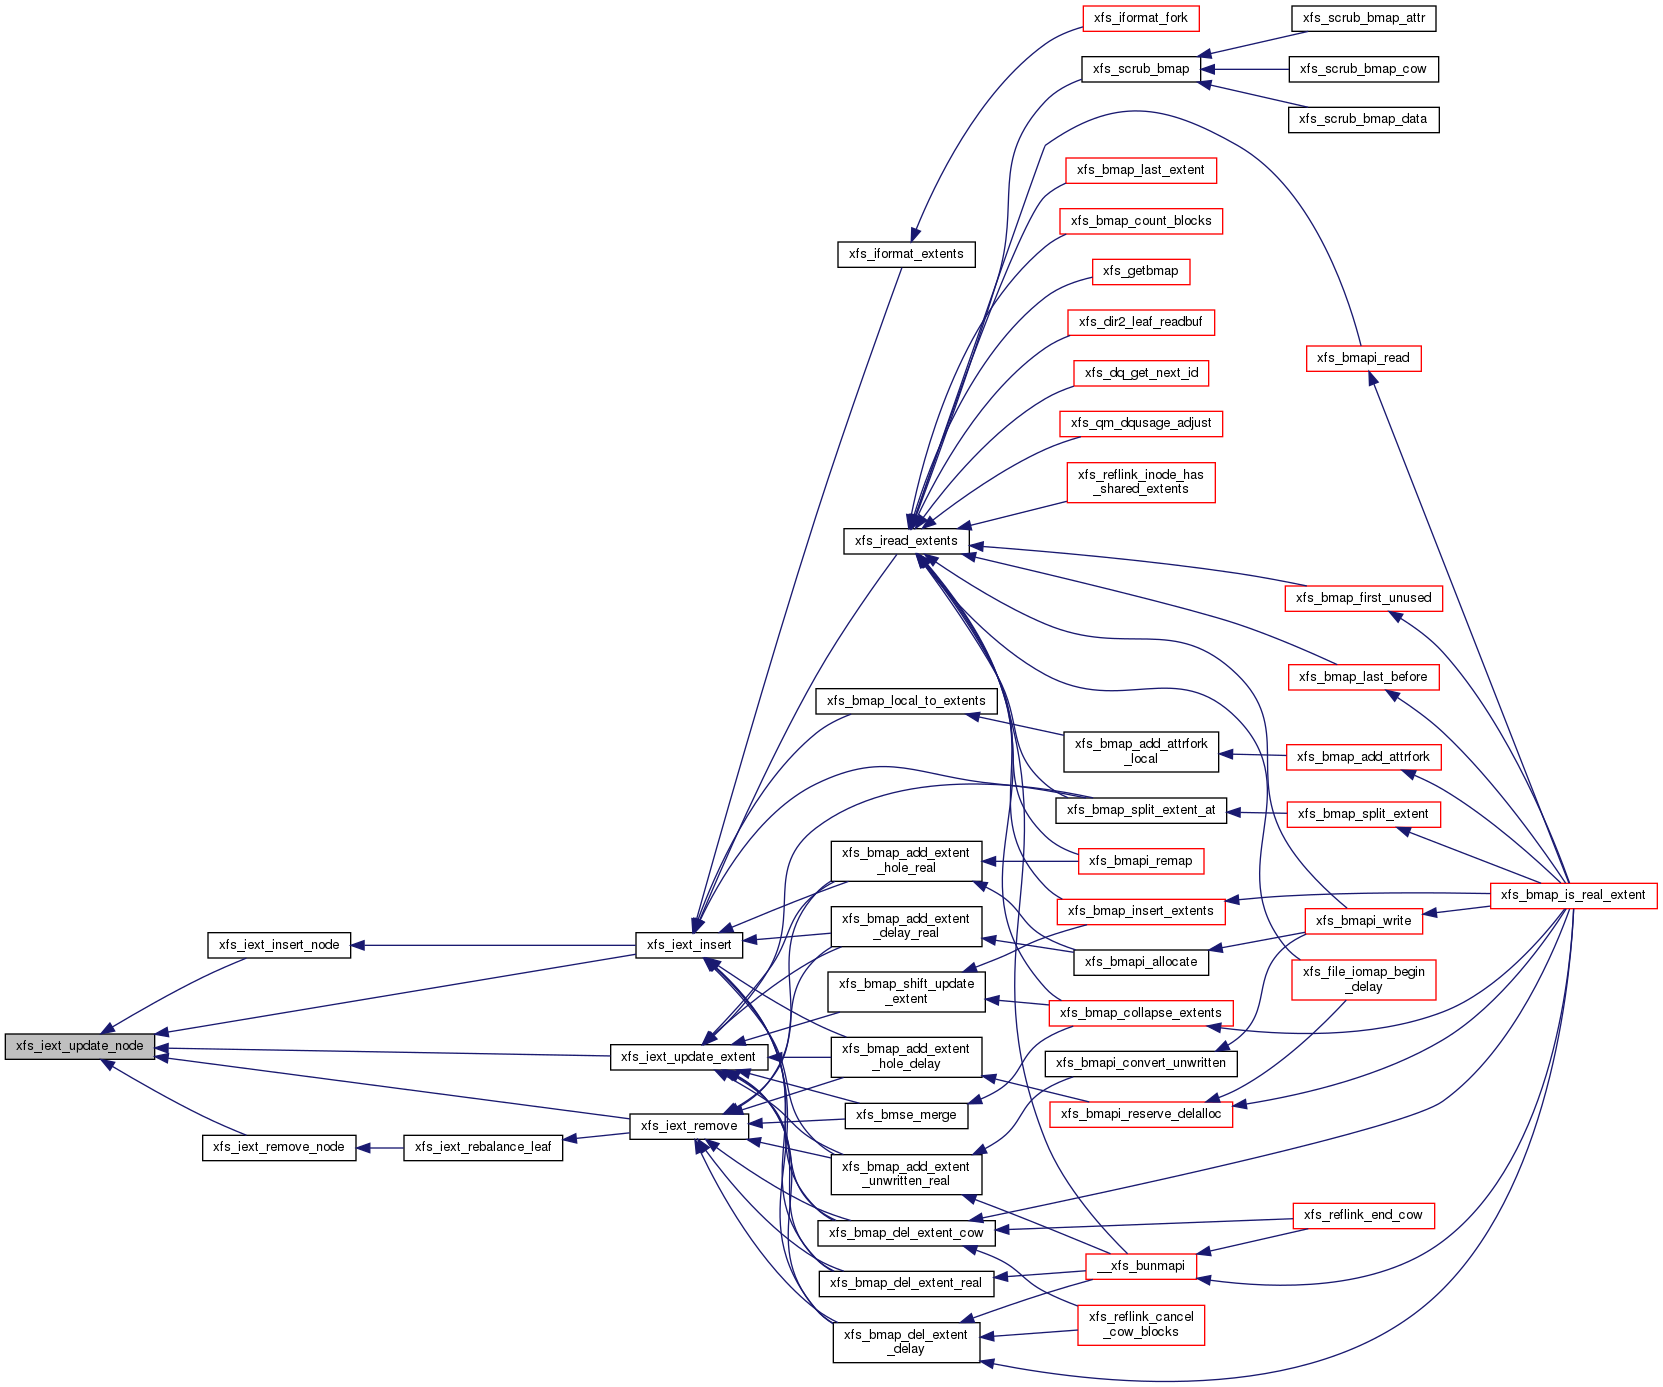 xfs_iformat_fork
xfs_scrub_bmap_attr
xfs_scrub_bmap
xfs_scrub_bmap_cow
xfs_scrub_bmap_data
xfs_bmap_last_extent
xfs_bmap_count_blocks
xfs_iformat_extents
xfs_getbmap
xfs_dir2_leaf_readbuf
xfs_bmapi_read
xfs_dq_get_next_id
xfs_qm_dqusage_adjust
xfs_reflink_inode_has
_shared_extents
xfs_iread_extents
xfs_bmap_first_unused
xfs_bmap_last_before
xfs_bmap_local_to_extents
xfs_bmap_add_attrfork
_local
xfs_bmap_add_attrfork
xfs_bmap_split_extent_at
xfs_bmap_split_extent
xfs_bmap_add_extent
_hole_real
xfs_bmapi_remap
xfs_bmap_is_real_extent
xfs_bmap_insert_extents
xfs_bmapi_write
xfs_bmap_add_extent
_delay_real
xfs_iext_insert_node
xfs_iext_insert
xfs_bmapi_allocate
xfs_file_iomap_begin
_delay
xfs_bmap_shift_update
_extent
xfs_bmap_collapse_extents
xfs_iext_update_node
xfs_iext_update_extent
xfs_bmap_add_extent
_hole_delay
xfs_bmapi_convert_unwritten
xfs_bmse_merge
xfs_bmapi_reserve_delalloc
xfs_iext_remove
xfs_iext_remove_node
xfs_iext_rebalance_leaf
xfs_bmap_add_extent
_unwritten_real
xfs_bmap_del_extent_cow
xfs_reflink_end_cow
__xfs_bunmapi
xfs_bmap_del_extent_real
xfs_reflink_cancel
_cow_blocks
xfs_bmap_del_extent
_delay